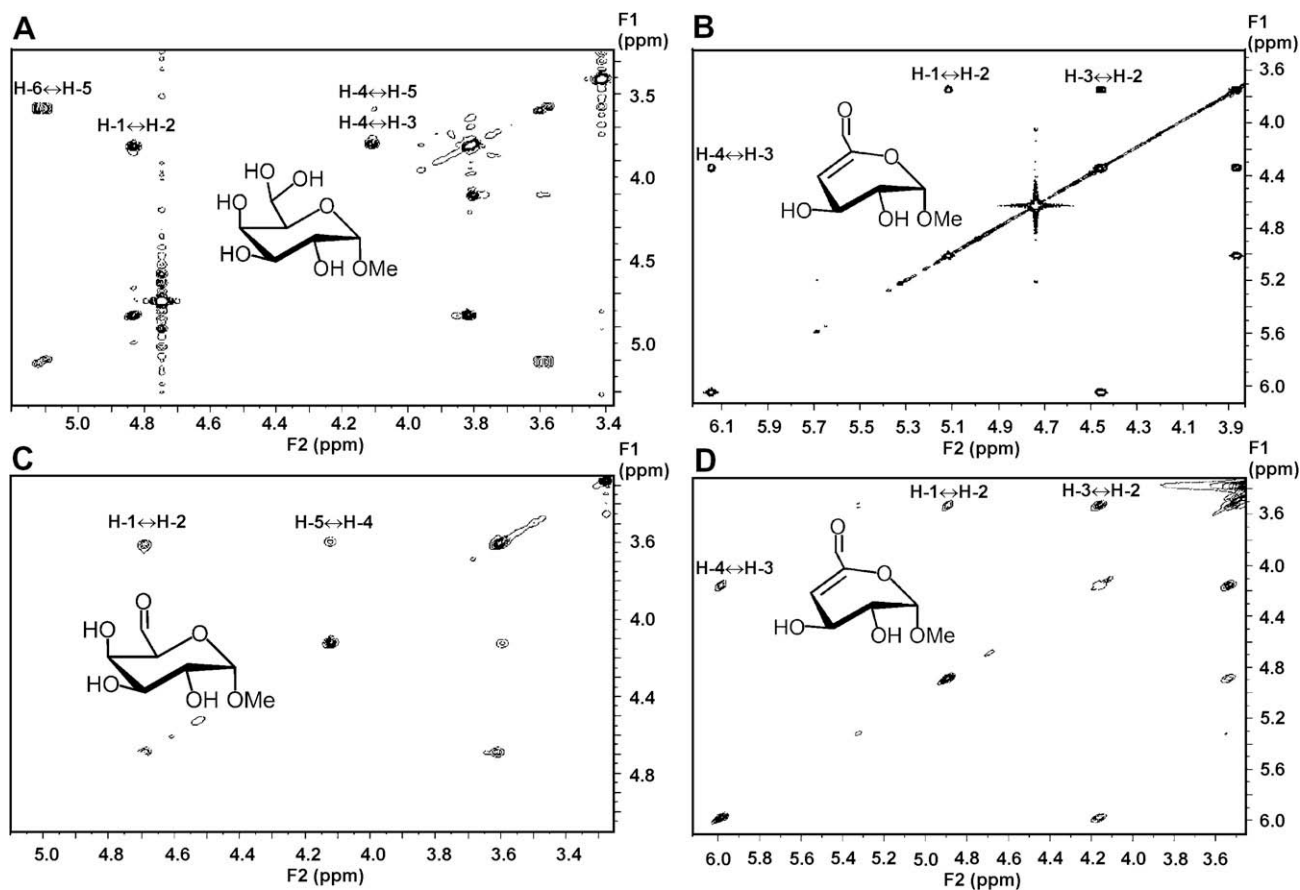 A
F1
(ppm)
H-6↔H-5
H-4↔H-5
H-1↔H-2
H-4↔H-3
3.5
4.0
4.5
5.0
HO
OH
HO
O
HO
OH
OMe
5.0
4.8
4.6
4.4
4.2
4.0
3.8
3.6
3.4
F2 (ppm)
B
F1
(ppm)
H-1↔H-2
H-3↔H-2
H-4↔H-3
3.6
4.0
4.4
4.8
5.2
5.6
6.0
O
O
HO
OH
OMe
6.1
5.9
5.7
5.5
5.3
5.1
4.9
4.7
4.5
4.3
4.1
3.9
F2 (ppm)
C
F1
(ppm)
H-1↔H-2
H-5↔H-4
3.6
4.0
4.4
4.8
O
HO
O
HO
OH
OMe
5.0
4.8
4.6
4.4
4.2
4.0
3.8
3.6
3.4
F2 (ppm)
D
F1
(ppm)
H-1↔H-2
H-3↔H-2
H-4↔H-3
3.6
4.0
4.4
4.8
5.2
5.6
6.0
O
O
HO
OH
OMe
6.0
5.8
5.6
5.4
5.2
5.0
4.8
4.6
4.4
4.2
4.0
3.8
3.6
F2 (ppm)